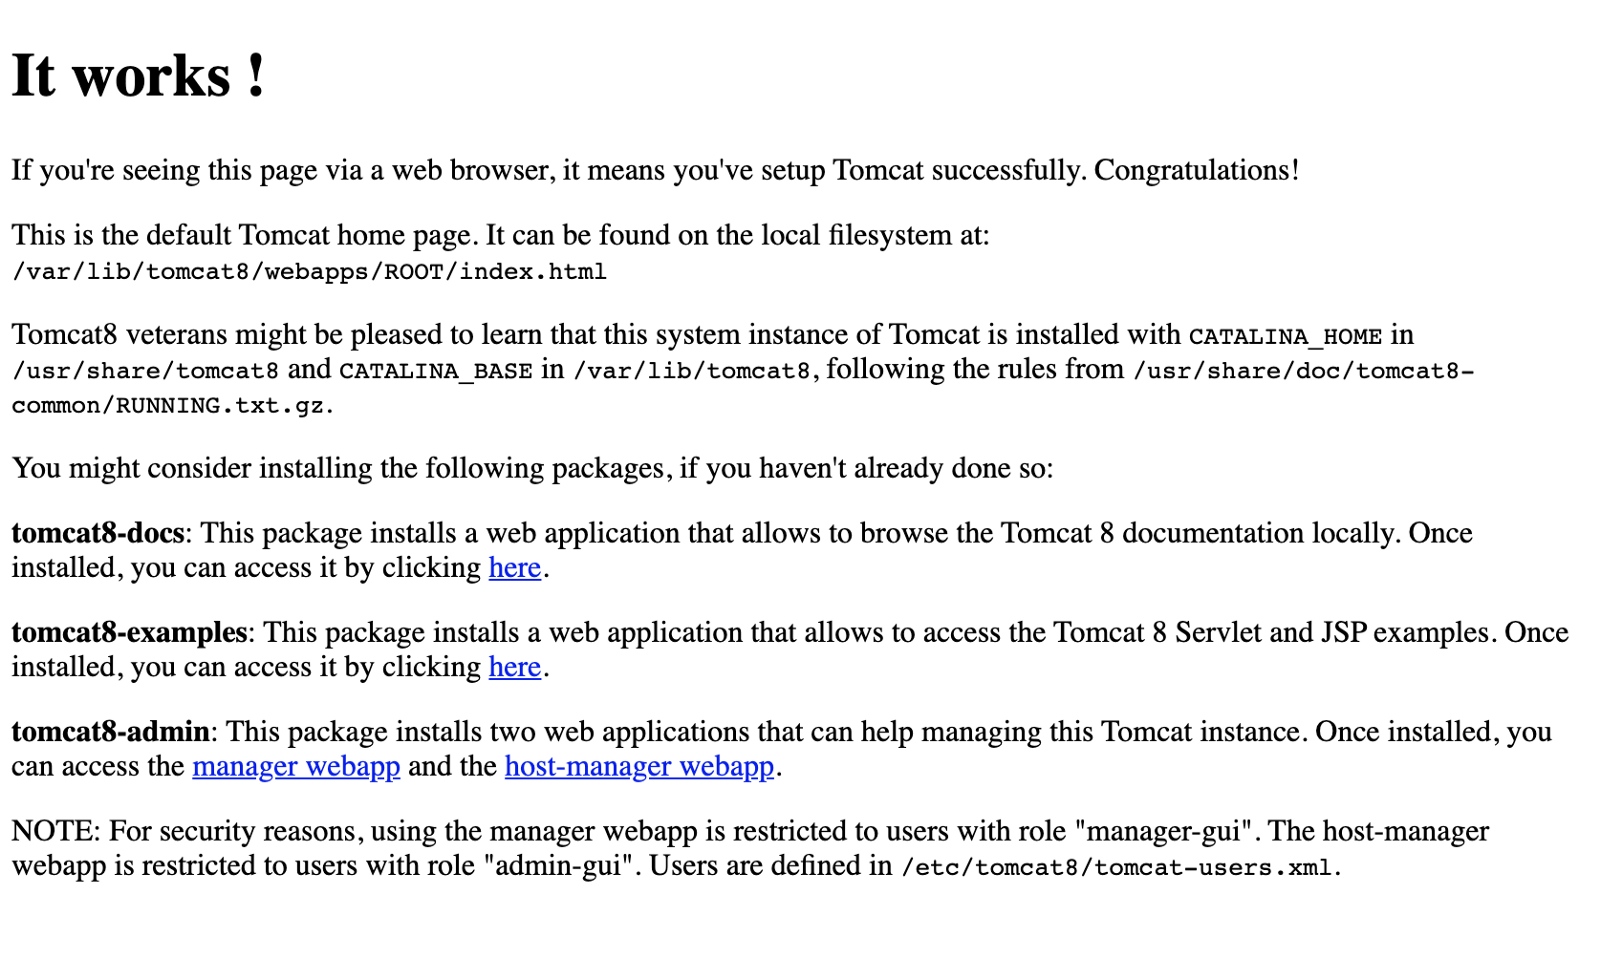 It works !
If you're seeing this page via a web browser, it means you've setup Tomcat successfully. Congratulations!
This is the default Tomcat home page. It can be found on the local filesystem at:
/var/lib/tomcat8/webapps/ROOT/index.html
Tomcat8 veterans might be pleased to learn that this system instance of Tomcat is installed with CATALINA_HOME in
/usr/share/tomcat8 and CATALINA_BASE in /var/lib/tomcat8, following the rules from /usr/share/doc/tomcat8-
common/RUNNING.txt.gz.
You might consider installing the following packages, if you haven't already done so:
tomcat8-docs: This package installs a web application that allows to browse the Tomcat 8 documentation locally. Once
installed, you can access it by clicking here.
tomcat8-examples: This package installs a web application that allows to access the Tomcat 8 Servlet and JSP examples. Once
installed, you can access it by clicking here.
tomcat8-admin: This package installs two web applications that can help managing this Tomcat instance. Once installed, you
can access the manager webapp and the host-manager webapp.
NOTE: For security reasons, using the manager webapp is restricted to users with role "manager-gui". The host-manager
webapp is restricted to users with role "admin-gui". Users are defined in /etc/tomcat8/tomcat-users.xml.